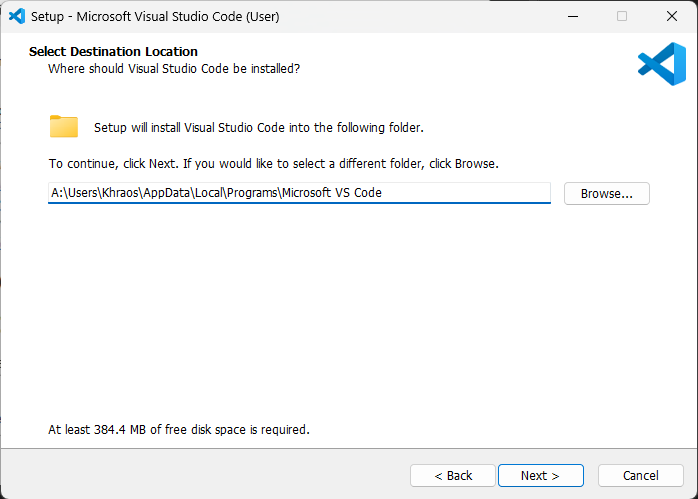 Setup - Microsoft Visual Studio Code (User)
Select Destination Location
Where should Visual Studio Code be installed?
Setup will install Visual Studio Code into the following folder.
To continue, click Next. If you would like to select a different folder, click Browse.
A:\Users\Khraos\AppData\Local\Programs\Microsoft VS Code
Browse...
At least 384.4 MB of free disk space is required.
< Back
Next >
Cancel